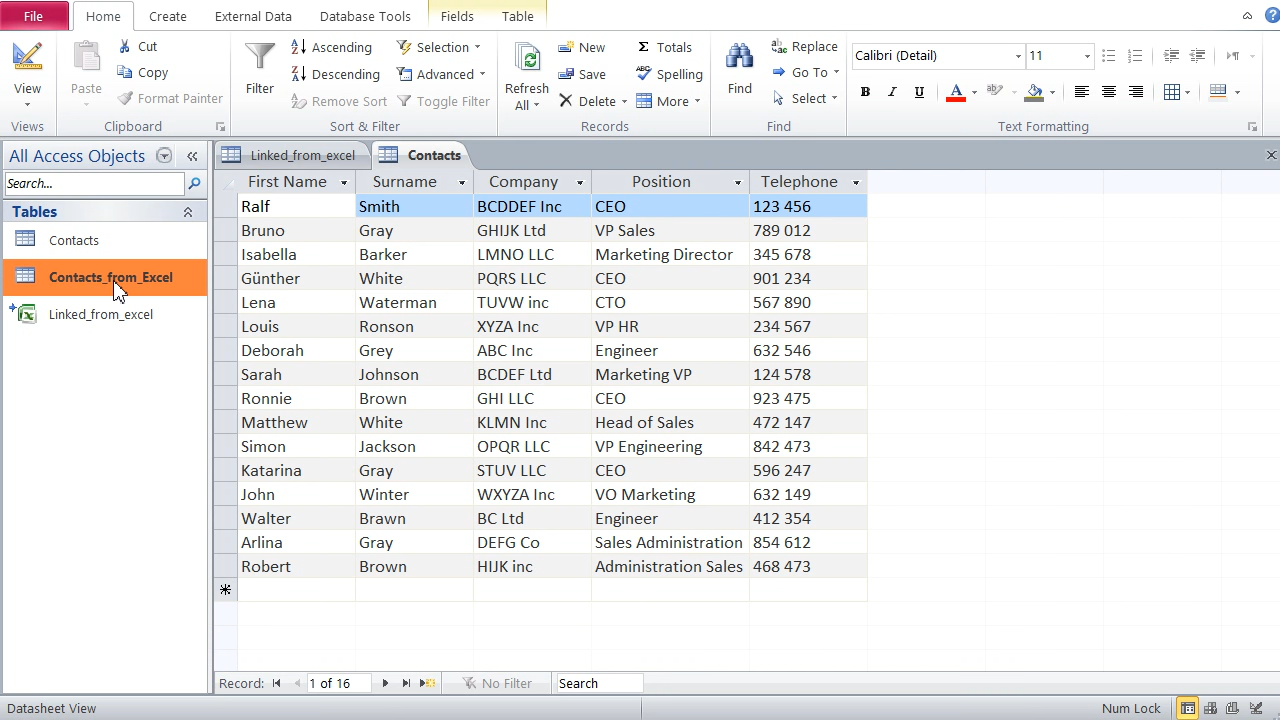 File Home Create External Data Database Tools Fields Table
View Paste Cut Copy Format Painter Filter Ascending Descending Remove Sort Selection Advanced Toggle Filter Refresh All New Save Delete Totals Spelling More Find Replace Go To Select Calibri (Detail) 11 B I U A
Views Clipboard Sort & Filter Records Find Text Formatting
All Access Objects Linked_from_excel Contacts
Search...
Tables
Contacts
Contacts_from_Excel
Linked_from_excel
First Name Surname Company Position Telephone
Ralf Smith BCDDEF Inc CEO 123 456
Bruno Gray GHIJK Ltd VP Sales 789 012
Isabella Barker LMNO LLC Marketing Director 345 678
Günther White PQRS LLC CEO 901 234
Lena Waterman TUVW inc CTO 567 890
Louis Ronson XYZA Inc VP HR 234 567
Deborah Grey ABC Inc Engineer 632 546
Sarah Johnson BCDEF Ltd Marketing VP 124 578
Ronnie Brown GHI LLC CEO 923 475
Matthew White KLMN Inc Head of Sales 472 147
Simon Jackson OPQR LLC VP Engineering 842 473
Katarina Gray STUV LLC CEO 596 247
John Winter WXYZA Inc VO Marketing 632 149
Walter Brawn BC Ltd Engineer 412 354
Arlina Gray DEFG Co Sales Administration 854 612
Robert Brown HIJK inc Administration Sales 468 473
Record: 1 of 16 No Filter Search
Datasheet View Num Lock